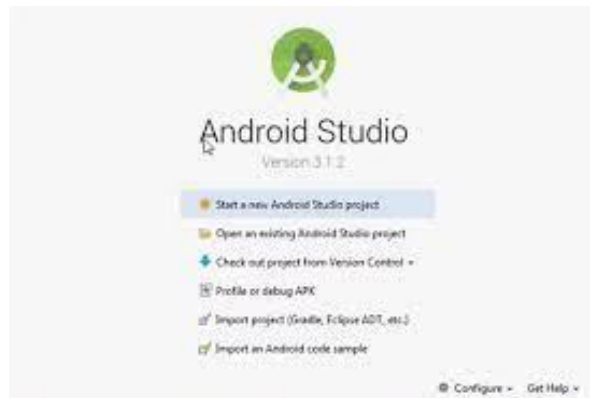 Android Studio
Version 3.1.2
Start a new Android Studio project
Open an existing Android Studio project
Check out project from Version Control
Profile or debug APK
Import project (Gradle, Eclipse ADT, etc.)
Import an Android code sample
Configure Get Help